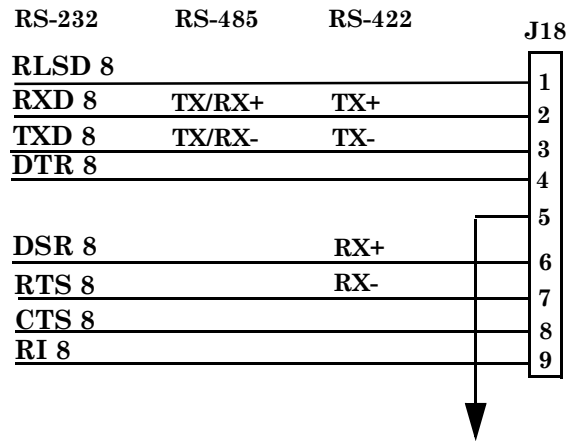 RS-232 RS-485 RS-422
J18
RLSD 8
1
RXD 8 TX/RX+ TX+
2
TXD 8 TX/RX- TX-
3
DTR 8
4
5
DSR 8 RX+
6
RTS 8 RX-
7
CTS 8
8
RI 8
9